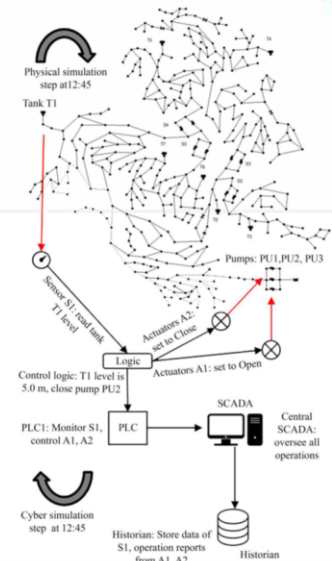 Physical simulation
step at12:45
Tank T1
Pumps: PU1,PU2, PU3
Sensor S1: read tank
T1 level
Actuators A2:
set to Close
Logic
Actuators A1: set to Open
Control logic: T1 level is
5.0 m, close pump PU2
SCADA
PLC1: Monitor S1,
control A1, A2
PLC
Central
SCADA:
oversee all
operations
Cyber simulation
step at 12:45
Historian: Store data of
S1, operation reports
from A1, A2
Historian